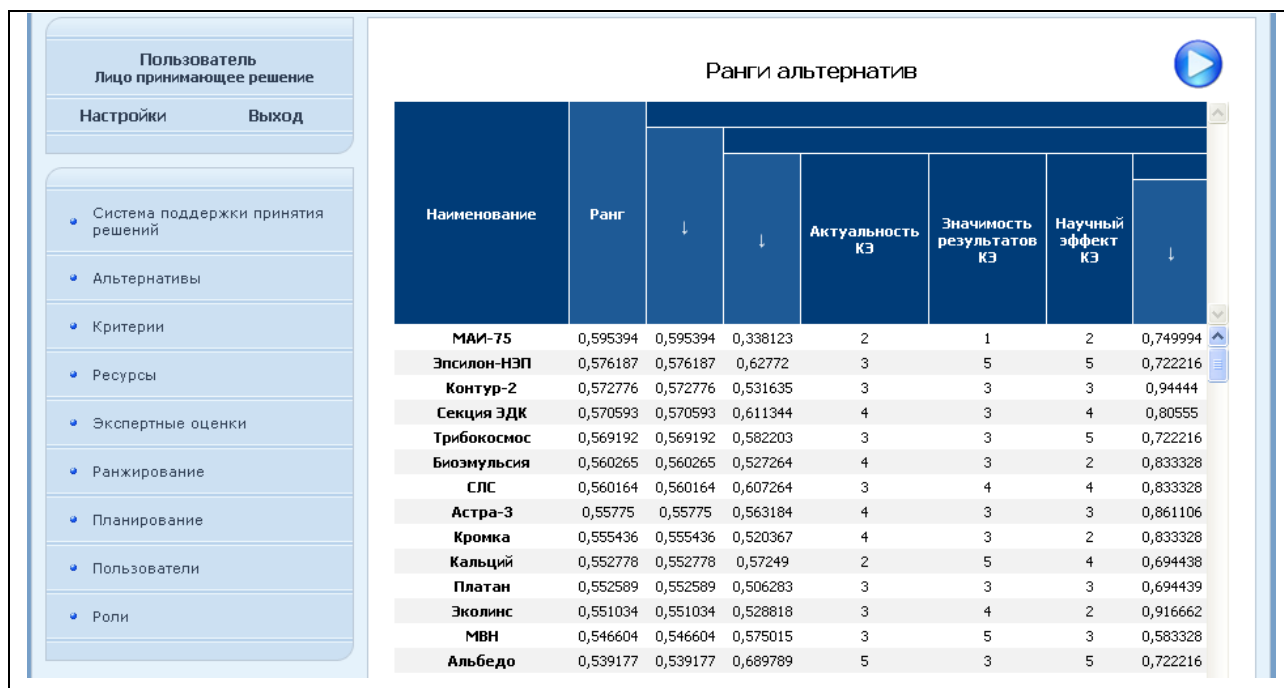 Пользователь
Лицо принимающее решение
Настройки Выход
Система поддержки принятия
решений
Альтернативы
Критерии
Ресурсы
Экспертные оценки
Ранжирование
Планирование
Пользователи
Роли
Ранги альтернатив
Наименование Ранг ↓ ↓ Актуальность КЭ Значимость результатов КЭ Научный эффект КЭ ↓
МАИ-75 0,595394 0,595394 0,338123 2 1 2 0,749994
Эпсилон-НЭП 0,576187 0,576187 0,62772 3 5 5 0,722216
Контур-2 0,572776 0,572776 0,531635 3 3 3 0,94444
Секция ЭДК 0,570593 0,570593 0,611344 4 3 4 0,80555
Трибокосмос 0,569192 0,569192 0,582203 3 3 5 0,722216
Биоэмульсия 0,560265 0,560265 0,527264 4 3 2 0,833328
СЛС 0,560164 0,560164 0,607264 3 4 4 0,833328
Астра-3 0,55775 0,55775 0,563184 4 3 3 0,861106
Кромка 0,555436 0,555436 0,520367 4 3 2 0,833328
Кальций 0,552778 0,552778 0,57249 2 5 4 0,694438
Платан 0,552589 0,552589 0,506283 3 3 3 0,694439
Эколинс 0,551034 0,551034 0,528818 3 4 2 0,916662
МВН 0,546604 0,546604 0,575015 3 5 3 0,583328
Альбедо 0,539177 0,539177 0,689789 5 3 5 0,722216